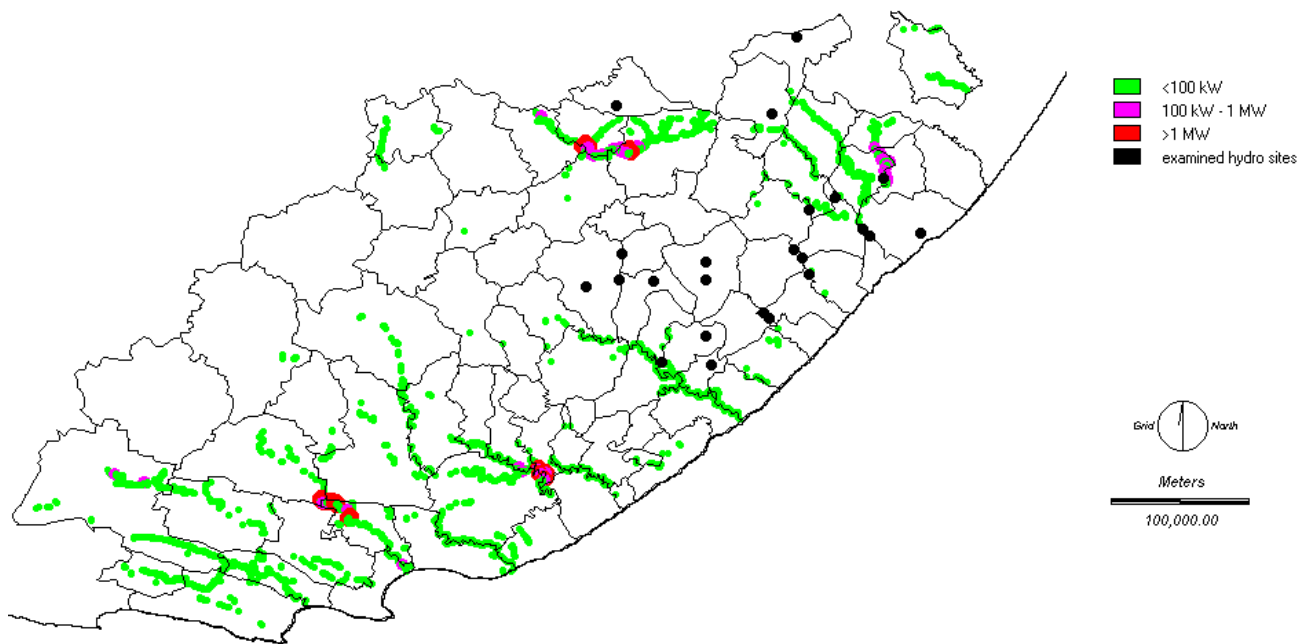 <100 kW
100 kW - 1 MW
>1 MW
examined hydro sites
Grid North
Meters
100,000.00